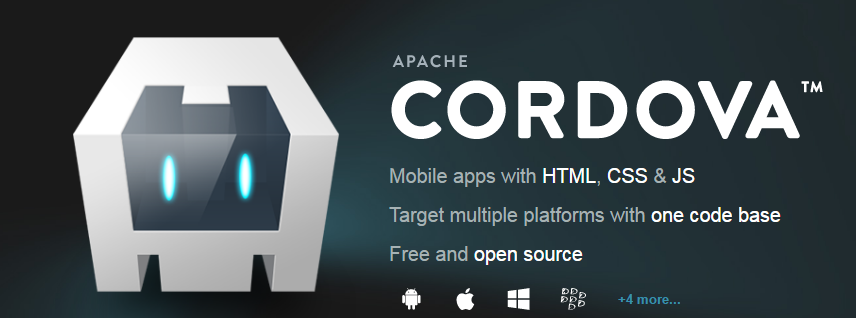 APACHE
CORDOVA™
Mobile apps with HTML, CSS & JS
Target multiple platforms with one code base
Free and open source
+4 more...